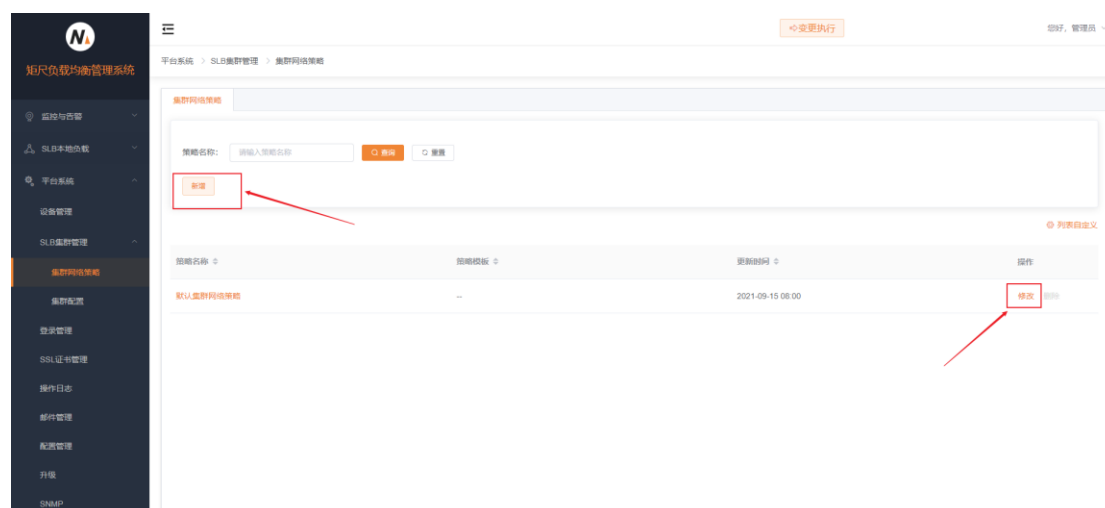 变更执行
您好，管理员
矩尺负载均衡管理系统
平台系统 > SLB集群管理 > 集群网络策略
集群网络策略
监控与告警
SLB本地负载
平台系统
设备管理
SLB集群管理
集群网络策略
集群配置
登录管理
SSL证书管理
操作日志
邮件管理
配置管理
升级
SNMP
策略名称： 请输入策略名称 查询 重置
新增
列表自定义
策略名称 策略模板 更新时间 操作
默认集群网络策略 -- 2021-09-15 08:00 修改